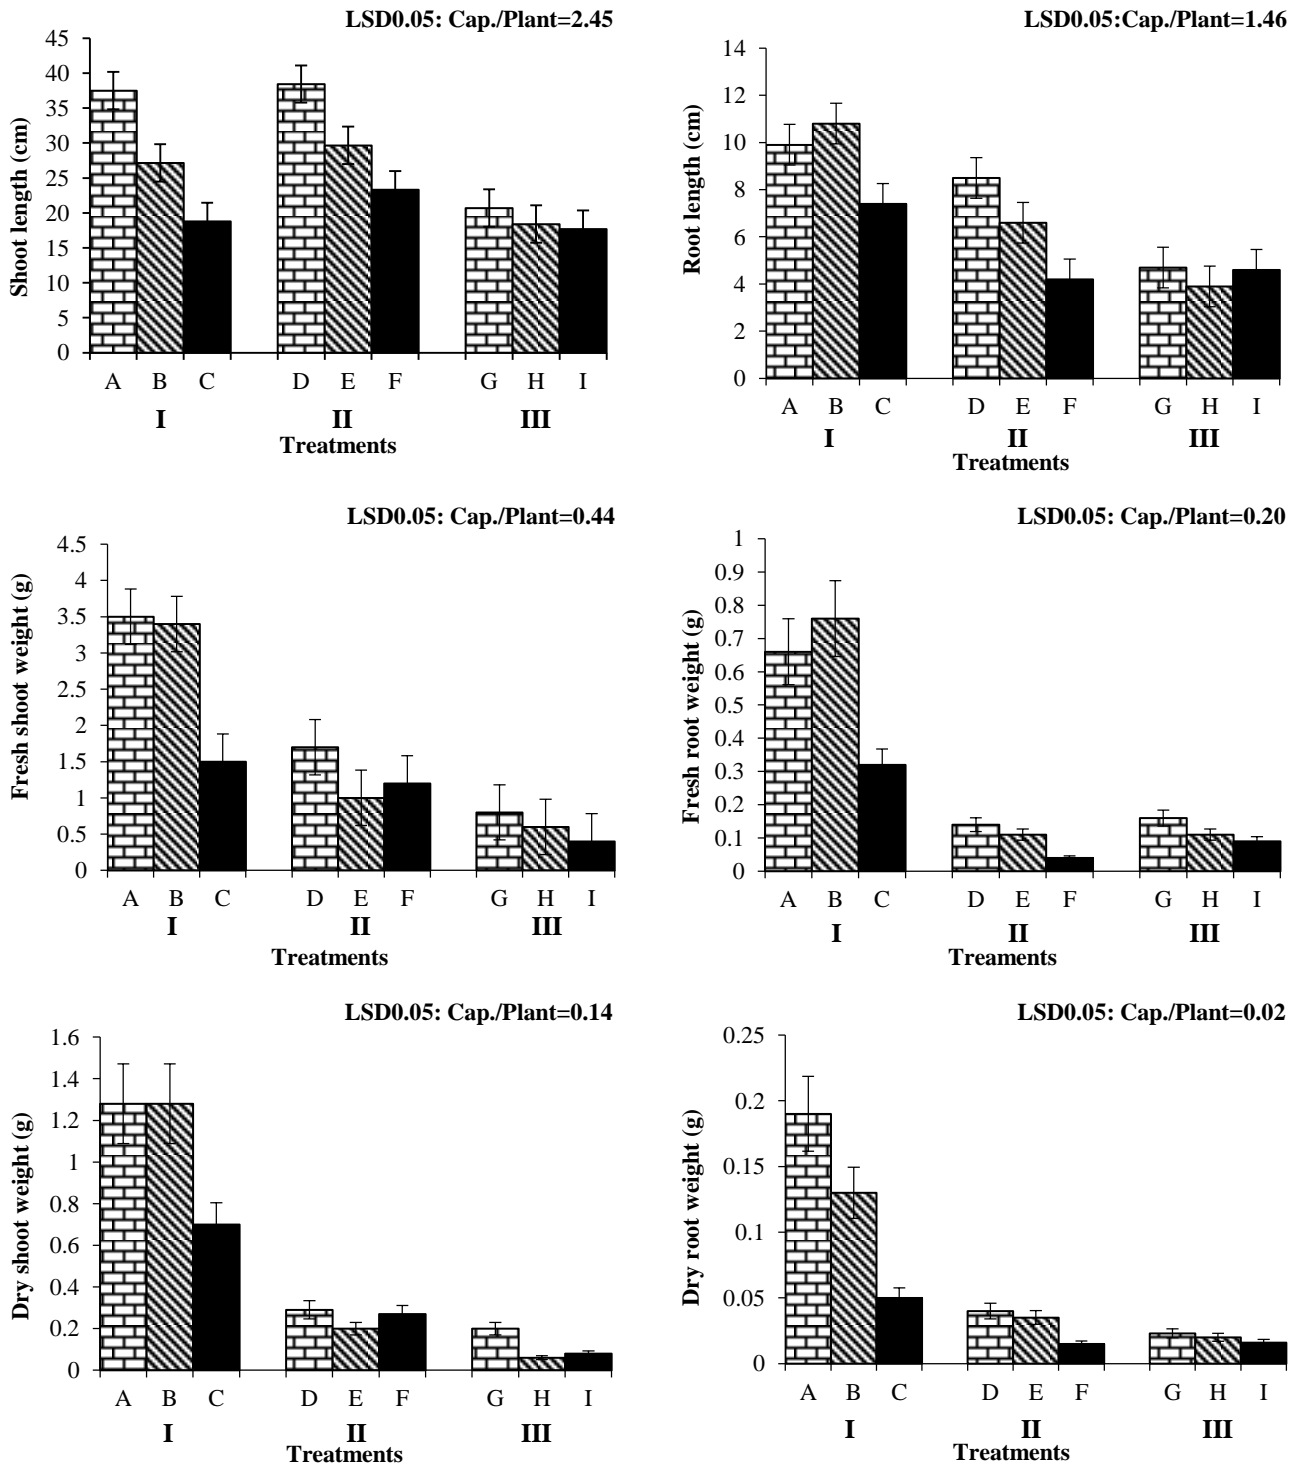 LSD0.05: Cap./Plant=2.45
Shoot length (cm)
45
40
35
30
25
20
15
10
5
0
A B C D E F G H I
I II III
Treatments
LSD0.05:Cap./Plant=1.46
Root length (cm)
14
12
10
8
6
4
2
0
A B C D E F G H I
I II III
Treatments
LSD0.05: Cap./Plant=0.44
Fresh shoot weight (g)
4.5
4
3.5
3
2.5
2
1.5
1
0.5
0
A B C D E F G H I
I II III
Treatments
LSD0.05: Cap./Plant=0.20
Fresh root weight (g)
1
0.9
0.8
0.7
0.6
0.5
0.4
0.3
0.2
0.1
0
A B C D E F G H I
I II III
Treaments
LSD0.05: Cap./Plant=0.14
Dry shoot weight (g)
1.6
1.4
1.2
1
0.8
0.6
0.4
0.2
0
A B C D E F G H I
I II III
Treatments
LSD0.05: Cap./Plant=0.02
Dry root weight (g)
0.25
0.2
0.15
0.1
0.05
0
A B C D E F G H I
I II III
Treatments